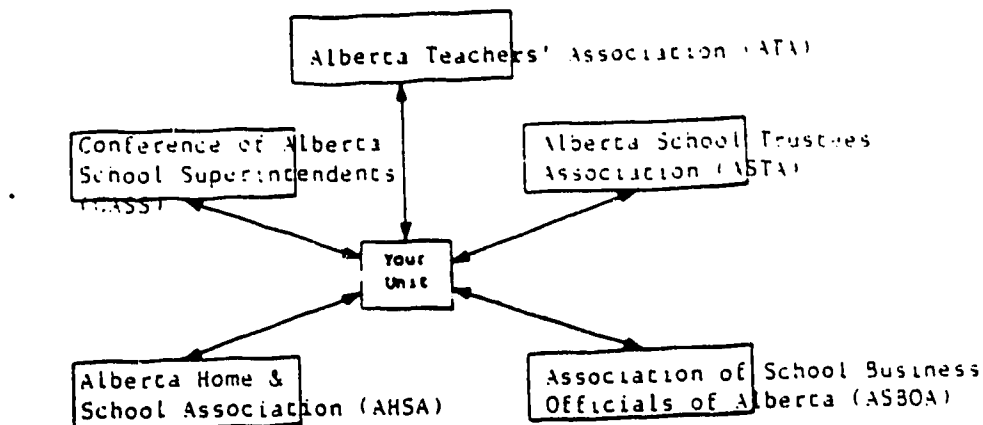 Alberta Teachers' Association (ATA)
Conference of Alberta
School Superintendents
(CASS)
Alberta School Trustees
Association (ASTA)
Your
Unit
Alberta Home &
School Association (AHSA)
Association of School Business
Officials of Alberta (ASBOA)